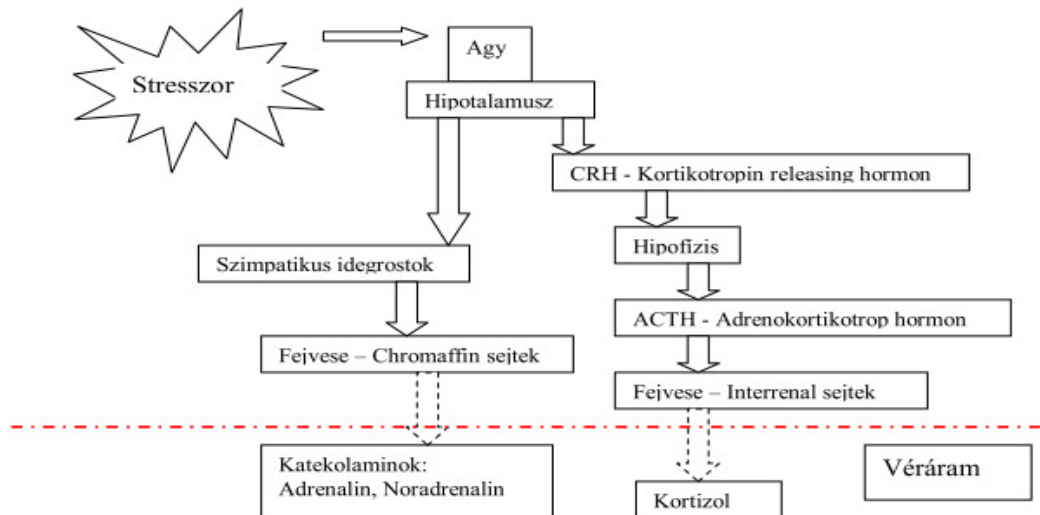 Stresszor
Agy
Hipotalamusz
CRH - Kortikotropin releasing hormon
Hipofízis
Szimpatikus idegrostok
ACTH - Adrenokortikotrop hormon
Fejvese – Chromaffin sejtek
Fejvese – Interrenal sejtek
Katekolaminok:
Adrenalin, Noradrenalin
Véráram
Kortizol